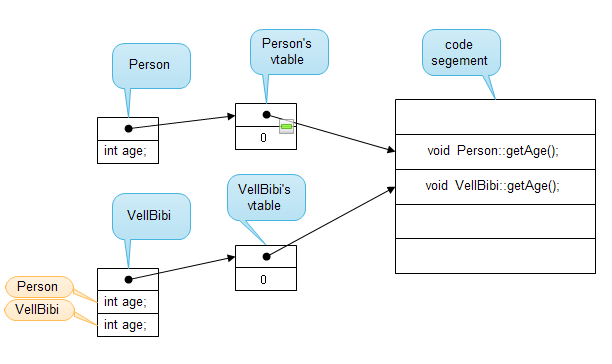 Person
Person's
vtable
code
segement
int age;
0
void Person::getAge();
void VellBibi::getAge();
VellBibi
VellBibi's
vtable
0
Person
int age;
VellBibi
int age;